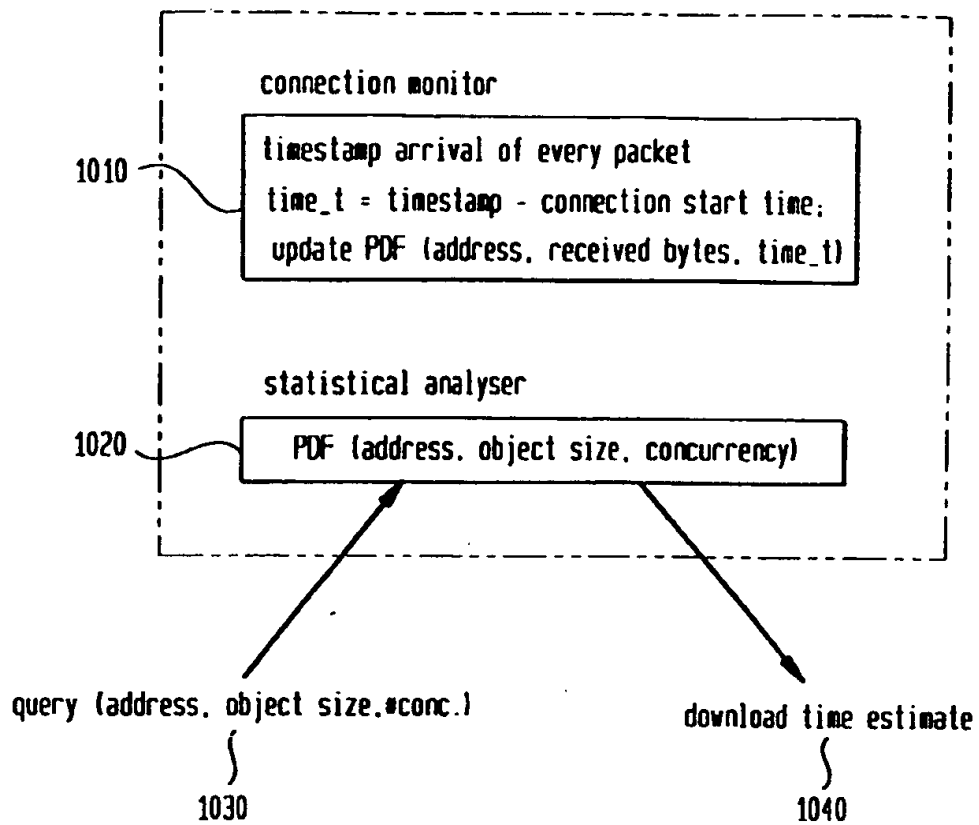 connection monitor
1010
timestamp arrival of every packet
time_t = timestamp - connection start time;
update PDF (address, received bytes, time_t)
statistical analyser
1020
PDF (address, object size, concurrency)
query (address, object size,#conc.)
download time estimate
1030
1040